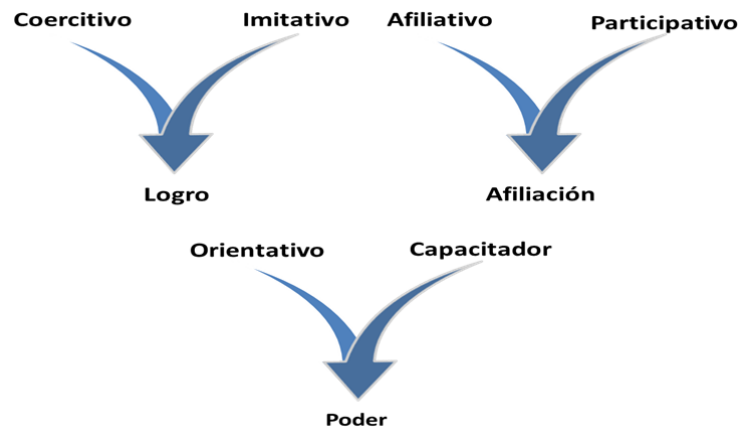 Coercitivo
Imitativo
Afiliativo
Participativo
Logro
Afiliación
Orientativo
Capacitador
Poder